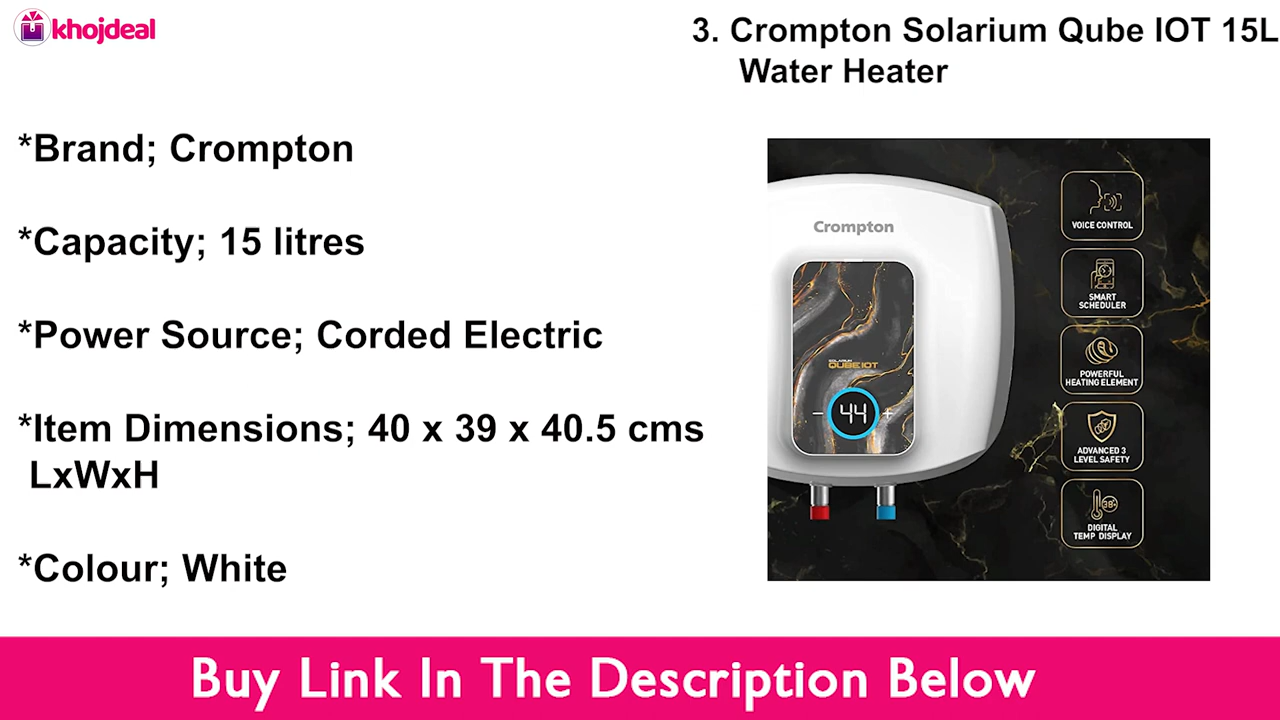 khojdeal
3. Crompton Solarium Qube IOT 15L
Water Heater
*Brand; Crompton
*Capacity; 15 litres
*Power Source; Corded Electric
*Item Dimensions; 40 x 39 x 40.5 cms
LxWxH
*Colour; White
Crompton
SOLARIUM
QUBE IOT
- 44 +
VOICE CONTROL
SMART
SCHEDULER
POWERFUL
HEATING ELEMENT
ADVANCED 3
LEVEL SAFETY
38°
DIGITAL
TEMP DISPLAY
Buy Link In The Description Below